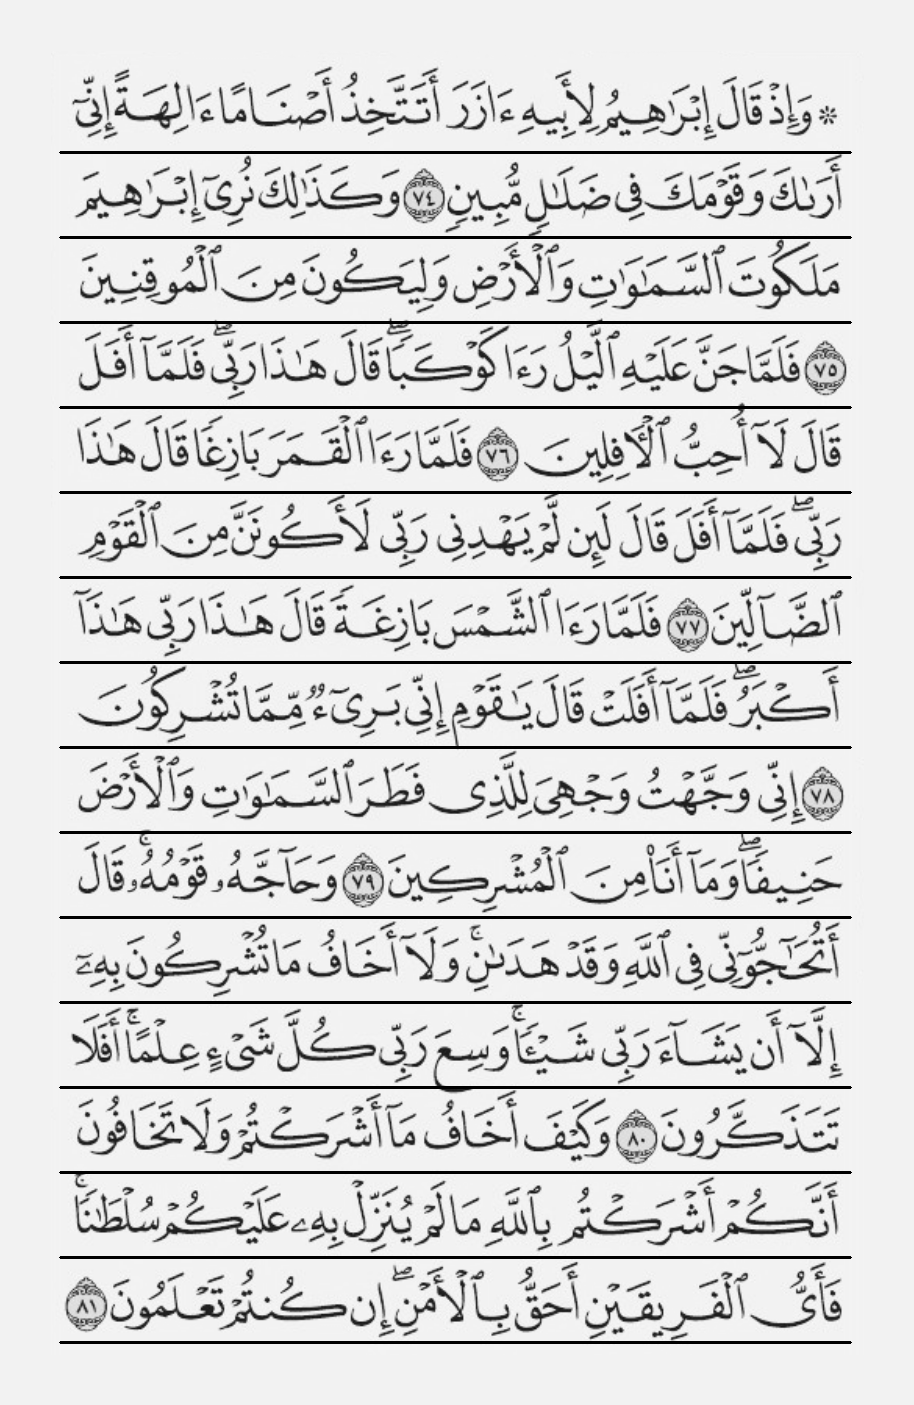 ۞ وَإِذْ قَالَ إِبْرَٰهِيمُ لِأَبِيهِ ءَازَرَ أَتَتَّخِذُ أَصْنَامًا ءَالِهَةً إِنِّىٓ
أَرَىٰكَ وَقَوْمَكَ فِى ضَلَٰلٍ مُّبِينٍ ٧٤ وَكَذَٰلِكَ نُرِىٓ إِبْرَٰهِيمَ
مَلَكُوتَ ٱلسَّمَٰوَٰتِ وَٱلْأَرْضِ وَلِيَكُونَ مِنَ ٱلْمُوقِنِينَ
٧٥ فَلَمَّا جَنَّ عَلَيْهِ ٱلَّيْلُ رَءَا كَوْكَبًۭا ۖ قَالَ هَٰذَا رَبِّى ۖ فَلَمَّآ أَفَلَ
قَالَ لَآ أُحِبُّ ٱلْءَافِلِينَ ٧٦ فَلَمَّا رَءَا ٱلْقَمَرَ بَازِغًۭا قَالَ هَٰذَا
رَبِّى ۖ فَلَمَّآ أَفَلَ قَالَ لَئِن لَّمْ يَهْدِنِى رَبِّى لَأَكُونَنَّ مِنَ ٱلْقَوْمِ
ٱلضَّآلِّينَ ٧٧ فَلَمَّا رَءَا ٱلشَّمْسَ بَازِغَةًۭ قَالَ هَٰذَا رَبِّى هَٰذَآ
أَكْبَرُ ۖ فَلَمَّآ أَفَلَتْ قَالَ يَٰقَوْمِ إِنِّى بَرِىٓءٌۭ مِّمَّا تُشْرِكُونَ
٧٨ إِنِّى وَجَّهْتُ وَجْهِىَ لِلَّذِى فَطَرَ ٱلسَّمَٰوَٰتِ وَٱلْأَرْضَ
حَنِيفًۭا ۖ وَمَآ أَنَا۠ مِنَ ٱلْمُشْرِكِينَ ٧٩ وَحَآجَّهُۥ قَوْمُهُۥ ۚ قَالَ
أَتُحَٰٓجُّوٓنِّى فِى ٱللَّهِ وَقَدْ هَدَىٰنِ ۚ وَلَآ أَخَافُ مَا تُشْرِكُونَ بِهِۦٓ
إِلَّآ أَن يَشَآءَ رَبِّى شَيْـًۭٔا ۗ وَسِعَ رَبِّى كُلَّ شَىْءٍ عِلْمًا ۗ أَفَلَا
تَتَذَكَّرُونَ ٨٠ وَكَيْفَ أَخَافُ مَآ أَشْرَكْتُمْ وَلَا تَخَافُونَ
أَنَّكُمْ أَشْرَكْتُم بِٱللَّهِ مَا لَمْ يُنَزِّلْ بِهِۦ عَلَيْكُمْ سُلْطَٰنًۭا ۚ
فَأَىُّ ٱلْفَرِيقَيْنِ أَحَقُّ بِٱلْأَمْنِ ۖ إِن كُنتُمْ تَعْلَمُونَ ٨١